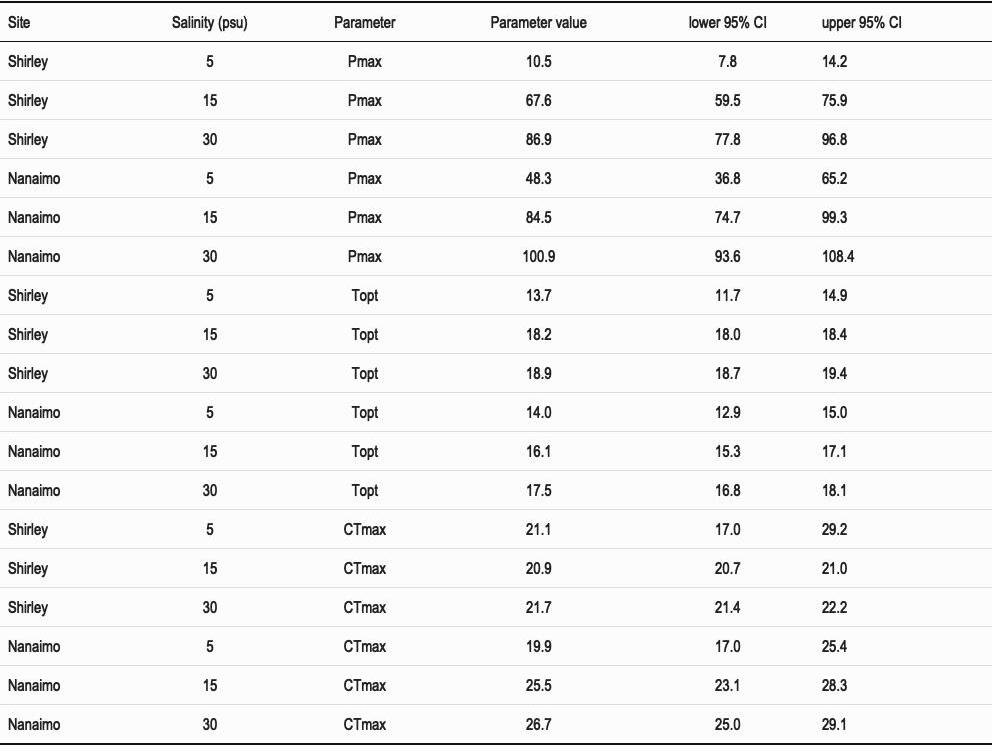 Site Salinity (psu) Parameter Parameter value lower 95% CI upper 95% CI
Shirley 5 Pmax 10.5 7.8 14.2
Shirley 15 Pmax 67.6 59.5 75.9
Shirley 30 Pmax 86.9 77.8 96.8
Nanaimo 5 Pmax 48.3 36.8 65.2
Nanaimo 15 Pmax 84.5 74.7 99.3
Nanaimo 30 Pmax 100.9 93.6 108.4
Shirley 5 Topt 13.7 11.7 14.9
Shirley 15 Topt 18.2 18.0 18.4
Shirley 30 Topt 18.9 18.7 19.4
Nanaimo 5 Topt 14.0 12.9 15.0
Nanaimo 15 Topt 16.1 15.3 17.1
Nanaimo 30 Topt 17.5 16.8 18.1
Shirley 5 CTmax 21.1 17.0 29.2
Shirley 15 CTmax 20.9 20.7 21.0
Shirley 30 CTmax 21.7 21.4 22.2
Nanaimo 5 CTmax 19.9 17.0 25.4
Nanaimo 15 CTmax 25.5 23.1 28.3
Nanaimo 30 CTmax 26.7 25.0 29.1